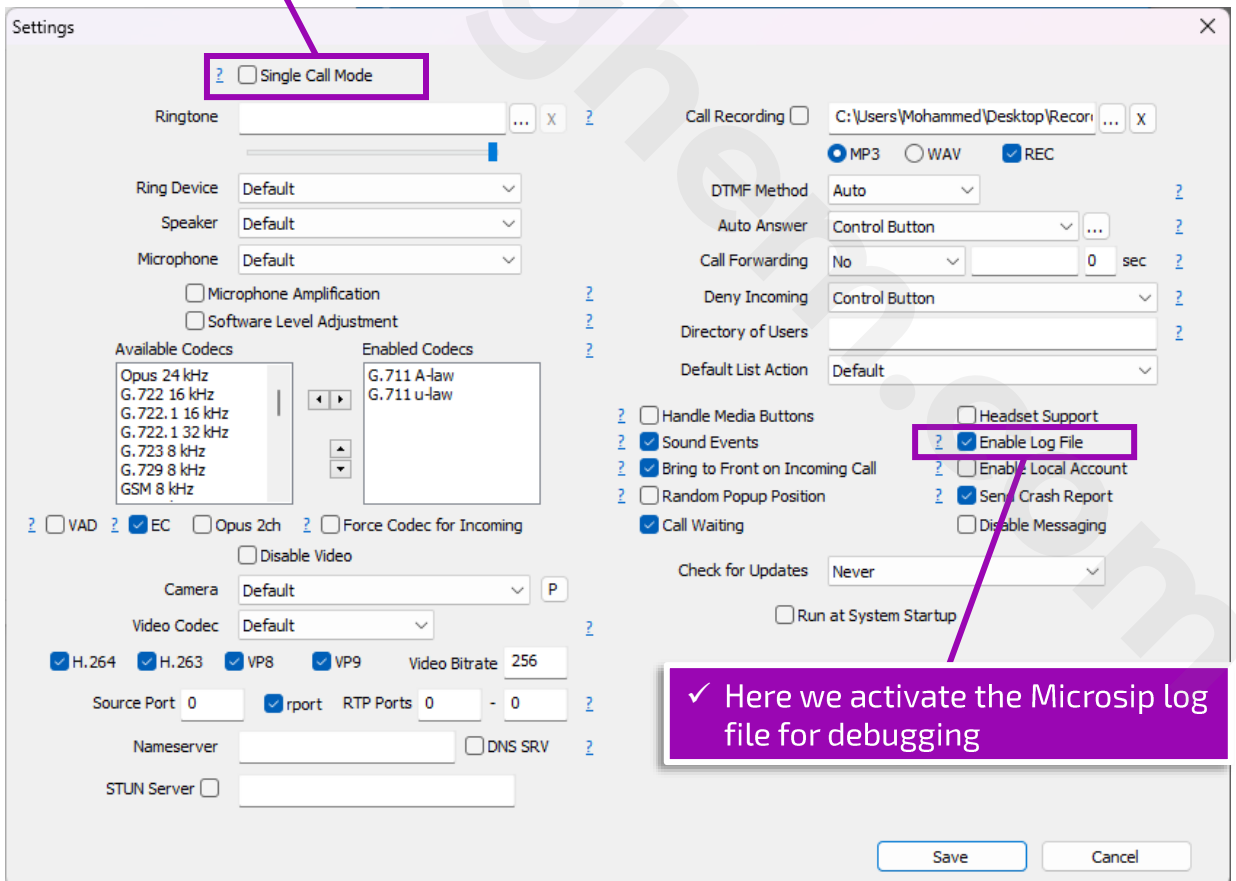 Settings
? Single Call Mode
Ringtone ... X ?
Ring Device Default
Speaker Default
Microphone Default
Microphone Amplification ?
Software Level Adjustment ?
Available Codecs Enabled Codecs ?
Opus 24 kHz
G.722 16 kHz
G.722.1 16 kHz
G.722.1 32 kHz
G.723 8 kHz
G.729 8 kHz
GSM 8 kHz
G.711 A-law
G.711 u-law
? VAD ? EC Opus 2ch ? Force Codec for Incoming
Disable Video
Camera Default P
Video Codec Default ?
H.264 H.263 VP8 VP9 Video Bitrate 256
Source Port 0 rport RTP Ports 0 - 0 ?
Nameserver DNS SRV ?
STUN Server
Call Recording C:\Users\Mohammed\Desktop\Recor ... X
MP3 WAV REC
DTMF Method Auto ?
Auto Answer Control Button ... ?
Call Forwarding No 0 sec ?
Deny Incoming Control Button ?
Directory of Users ?
Default List Action Default
? Handle Media Buttons Headset Support
? Sound Events ? Enable Log File
? Bring to Front on Incoming Call ? Enable Local Account
? Random Popup Position ? Send Crash Report
Call Waiting Disable Messaging
Check for Updates Never
Run at System Startup
✓ Here we activate the Microsip log
file for debugging
Save Cancel